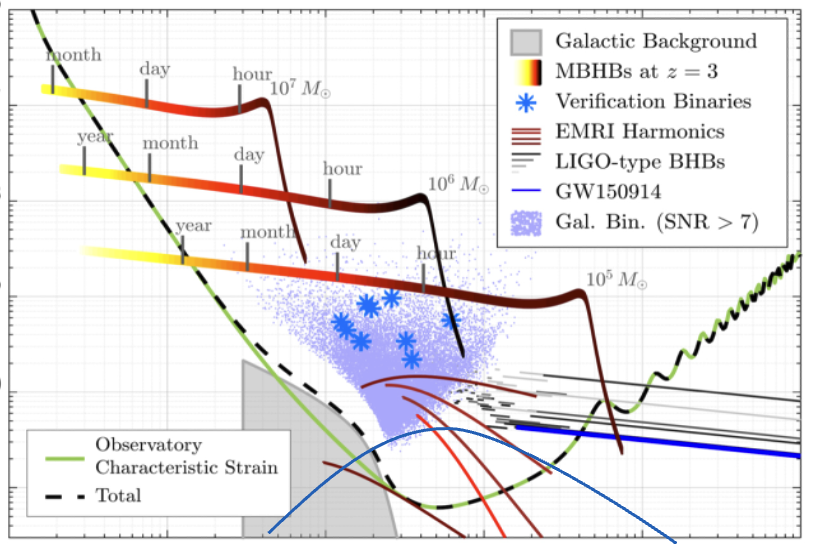 month
day
hour
10⁷ M☉
year
month
day
hour
10⁶ M☉
year
month
day
hour
10⁵ M☉
Galactic Background
MBHBs at z = 3
Verification Binaries
EMRI Harmonics
LIGO-type BHBs
GW150914
Gal. Bin. (SNR > 7)
Observatory
Characteristic Strain
Total